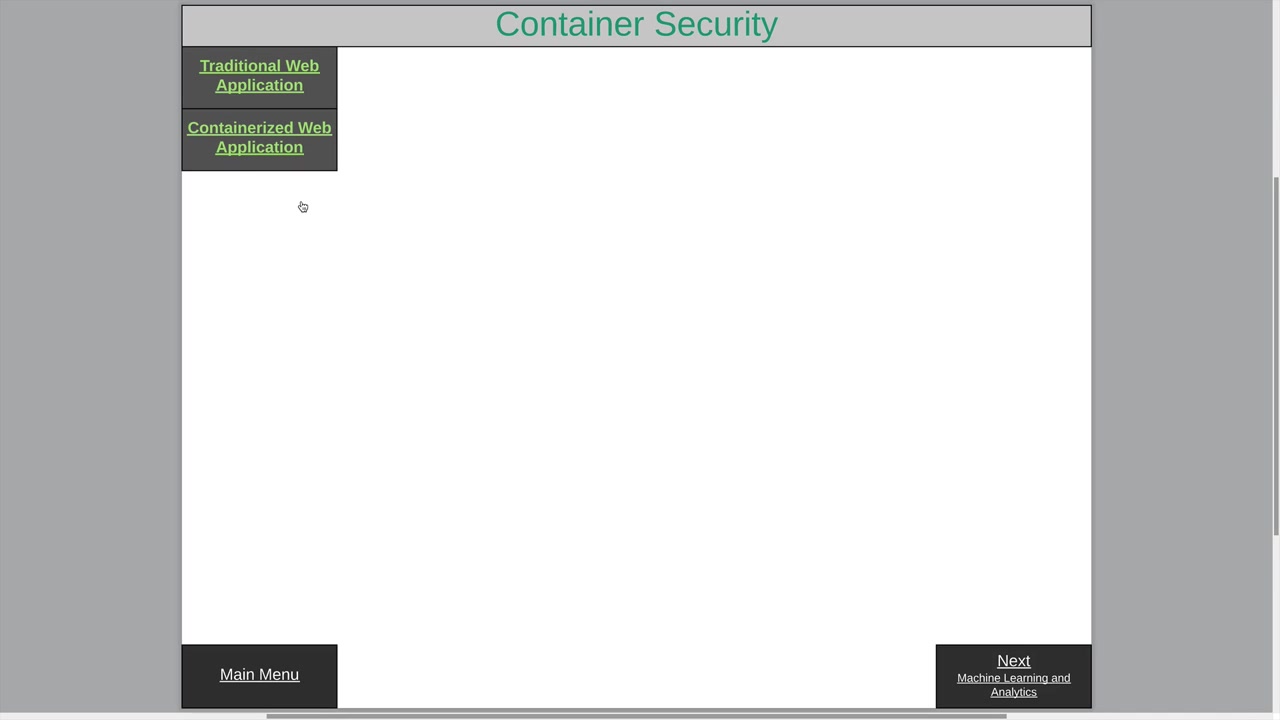 Container Security
Traditional Web
Application
Containerized Web
Application
Main Menu
Next
Machine Learning and
Analytics